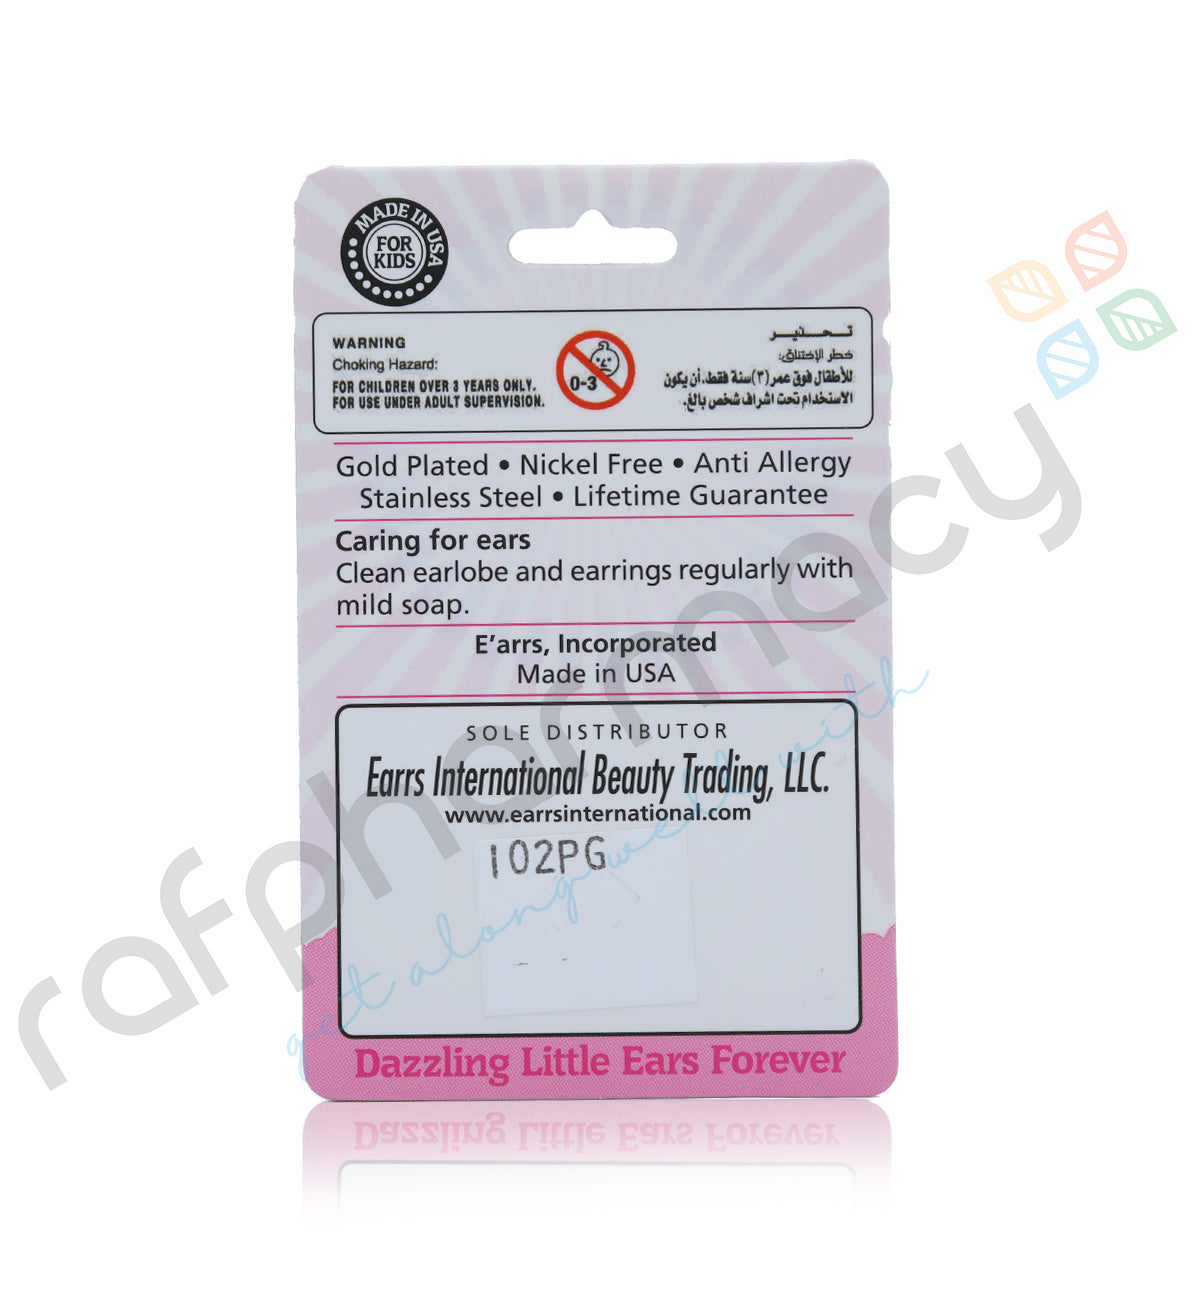 MADE IN USA
FOR
KIDS
WARNING
Choking Hazard:
FOR CHILDREN OVER 3 YEARS ONLY.
FOR USE UNDER ADULT SUPERVISION.
0-3
تحذير
خطر الإختناق:
للأطفال فوق عمر (٣) سنة فقط. أن يكون
الاستخدام تحت اشراف شخص بالغ.
Gold Plated • Nickel Free • Anti Allergy
Stainless Steel • Lifetime Guarantee
Caring for ears
Clean earlobe and earrings regularly with
mild soap.
E'arrs, Incorporated
Made in USA
SOLE DISTRIBUTOR
Earrs International Beauty Trading, LLC.
www.earrsinternational.com
102PG
Dazzling Little Ears Forever
rafpharmacy
get along well with